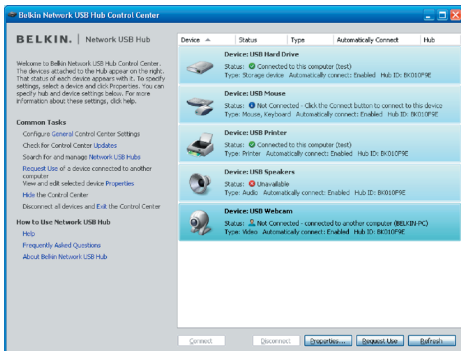 Belkin Network USB Hub Control Center
BELKIN. | Network USB Hub
Welcome to Belkin Network USB Hub Control Center.
The devices attached to the Hub appear on the right.
That status of each device appears with it. To specify
settings, select a device and click Properties. You can
specify hub and device settings below. For more
information about these settings, click help.
Common Tasks
Configure General Control Center Settings
Check for Control Center Updates
Search for and manage Network USB Hubs
Request Use of a device connected to another
computer
View and edit selected device Properties
Hide the Control Center
Disconnect all devices and Exit the Control Center
How to Use Network USB Hub
Help
Frequently Asked Questions
About Belkin Network USB Hub
Device Status Type Automatically Connect Hub
Device: USB Hard Drive
Status: Connected to this computer (test)
Type: Storage device Automatically connect: Enabled Hub ID: BK010F9E
Device: USB Mouse
Status: Not Connected - Click the Connect button to connect to this device
Type: Mouse, Keyboard Automatically connect: Enabled Hub ID: BK010F9E
Device: USB Printer
Status: Connected to this computer (test)
Type: Printer Automatically connect: Enabled Hub ID: BK010F9E
Device: USB Speakers
Status: Unavailable
Type: Audio Automatically connect: Enabled Hub ID: BK010F9E
Device: USB Webcam
Status: Not Connected - connected to another computer (BELKIN-PC)
Type: Video Automatically connect: Enabled Hub ID: BK010F9E
Connect Disconnect Properties... Request Use Refresh